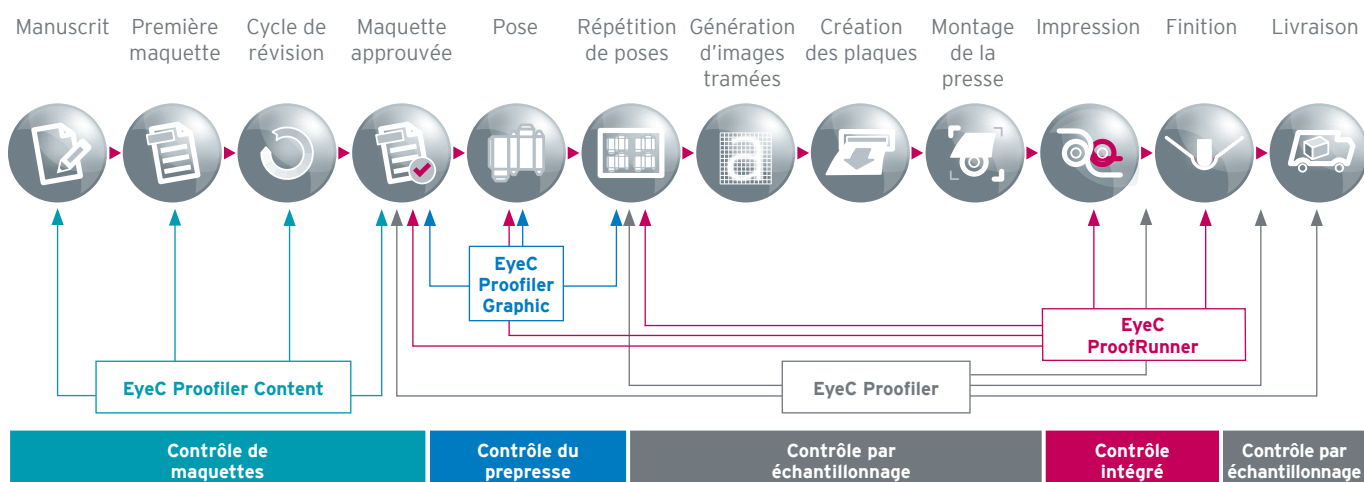 Manuscrit
Première
maquette
Cycle de
révision
Maquette
approuvée
Pose
Répétition
de poses
Génération
d'images
tramées
Création
des plaques
Montage
de la
presse
Impression
Finition
Livraison
a
EyeC
Proofiler
Graphic
EyeC
ProofRunner
EyeC Proofiler Content
EyeC Proofiler
Contrôle de
maquettes
Contrôle du
prepresse
Contrôle par
échantillonnage
Contrôle
intégré
Contrôle par
échantillonnage